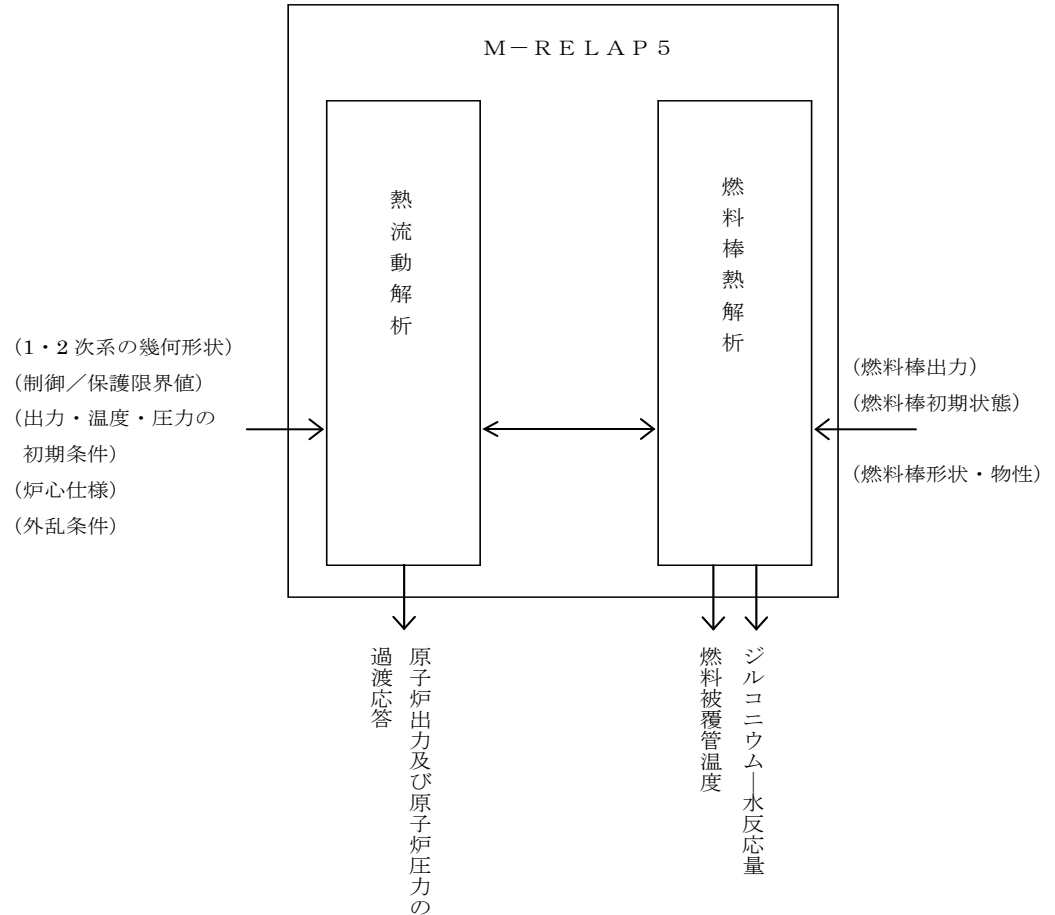 M－RELAP5
熱流動解析
燃料棒熱解析
(1・2次系の幾何形状)
(制御／保護限界値)
(出力・温度・圧力の
初期条件)
(炉心仕様)
(外乱条件)
(燃料棒出力)
(燃料棒初期状態)
(燃料棒形状・物性)
原子炉出力及び原子炉圧力の
過渡応答
ジルコニウム―水反応量
燃料被覆管温度